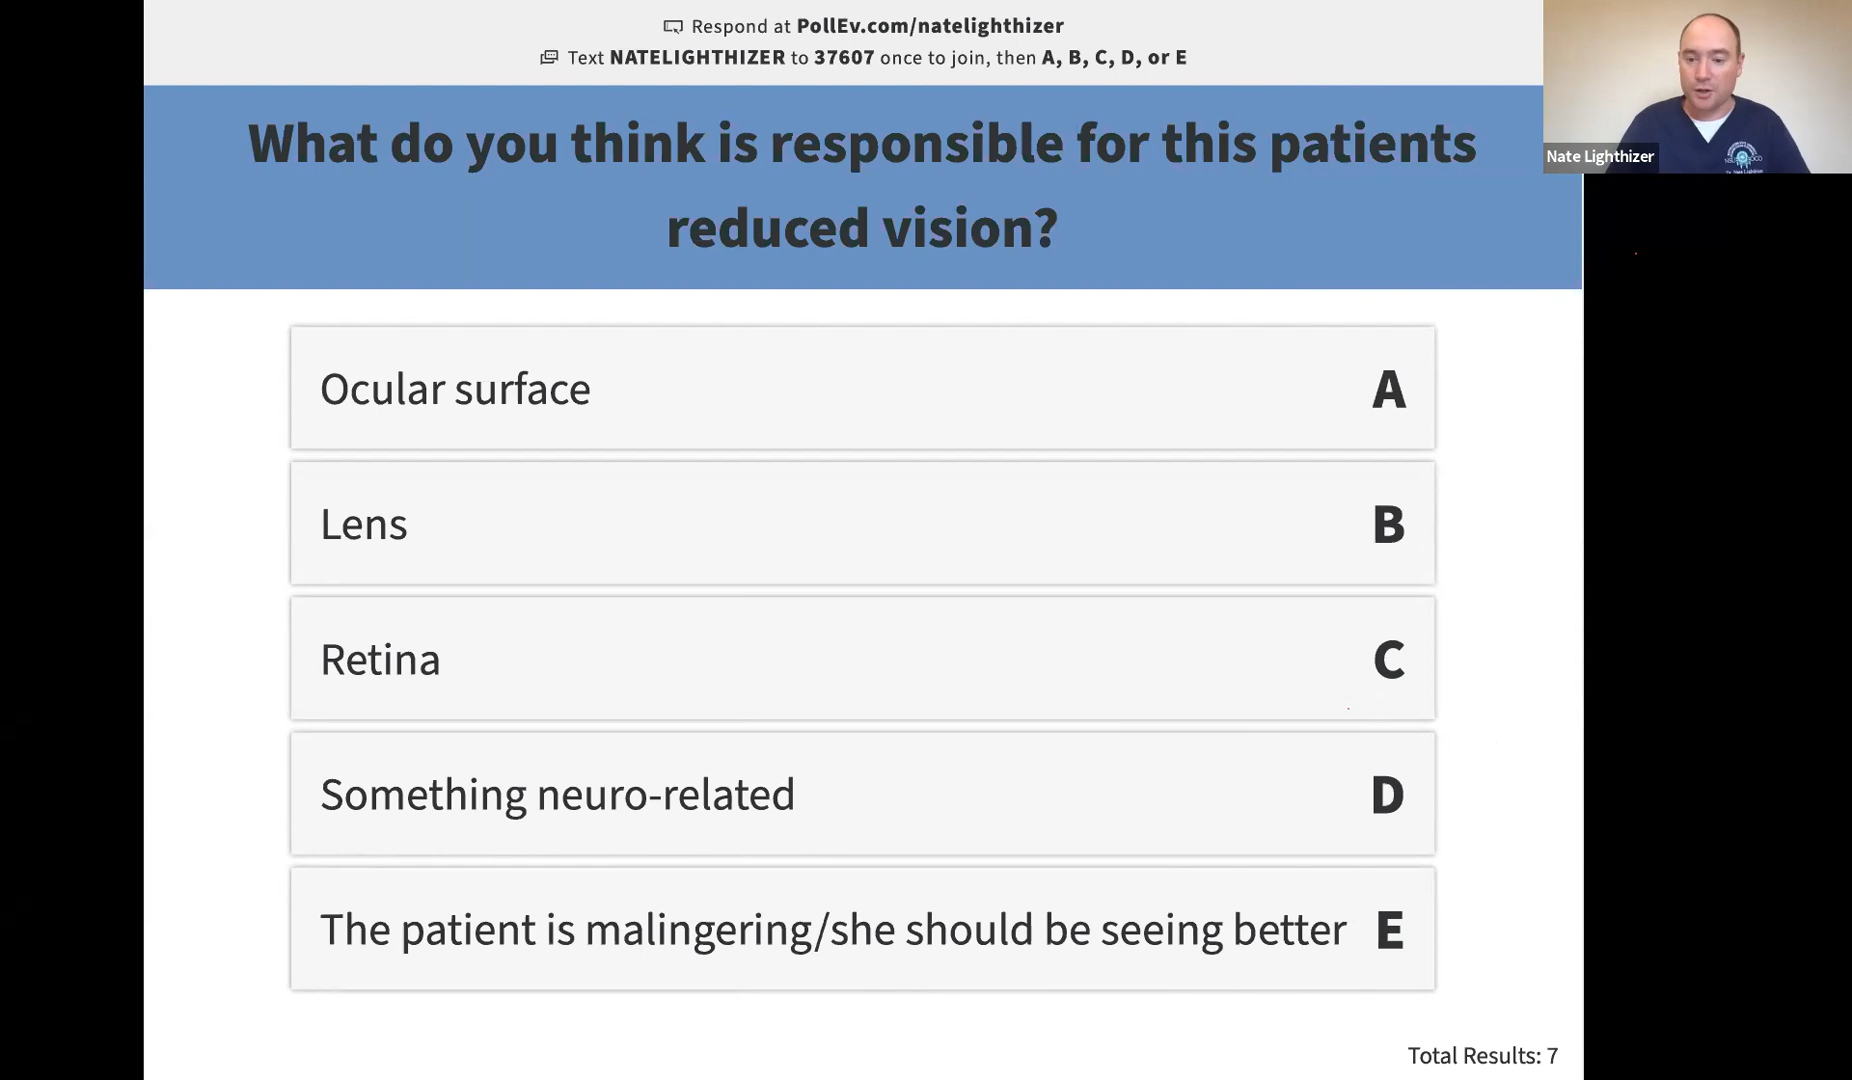 Respond at PollEv.com/natelighthizer
Text NATELIGHTHIZER to 37607 once to join, then A, B, C, D, or E
What do you think is responsible for this patients
reduced vision?
Nate Lighthizer
Ocular surface A
Lens B
Retina C
Something neuro-related D
The patient is malingering/she should be seeing better E
Total Results: 7